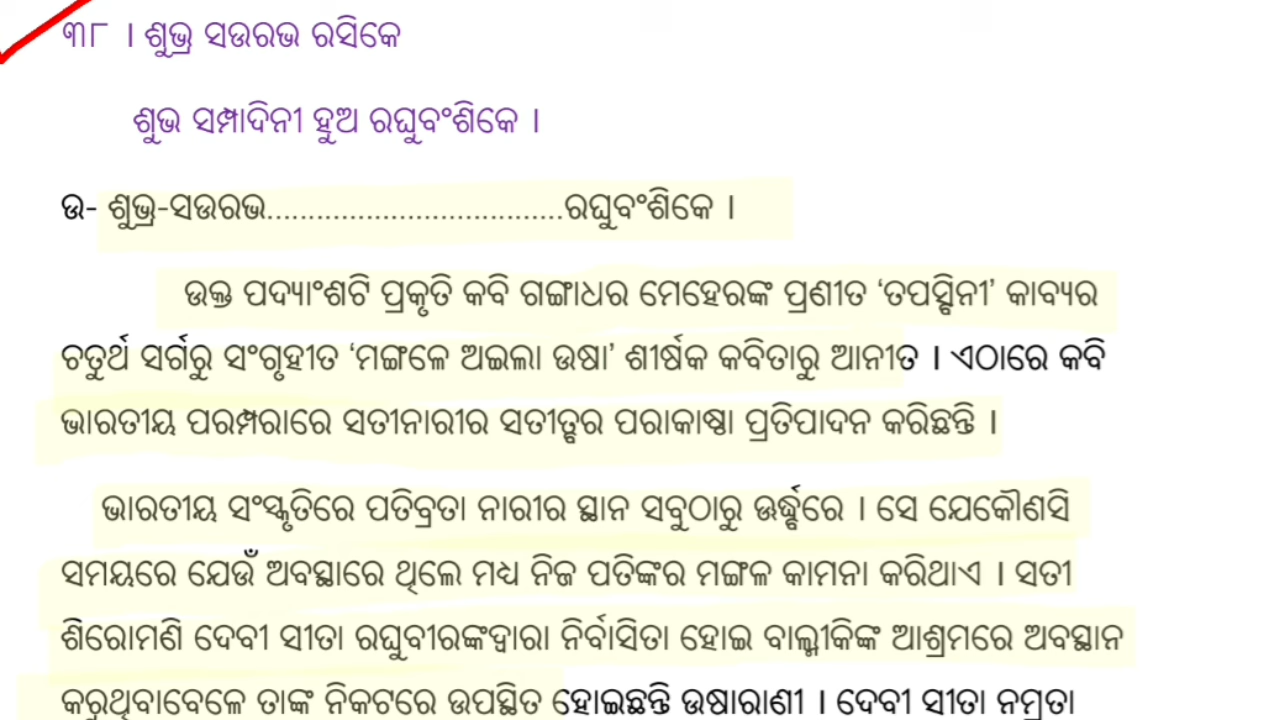 ୩୮ । ଶୁଭ୍ର ସଉରଭ ରସିକେ
ଶୁଭ ସମ୍ପାଦିନୀ ହୁଅ ରଘୁବଂଶିକେ ।
ଉ- ଶୁଭ୍ର-ସଉରଭ....................................ରଘୁବଂଶିକେ ।
ଉକ୍ତ ପଦ୍ୟାଂଶଟି ପ୍ରକୃତି କବି ଗଙ୍ଗାଧର ମେହେରଙ୍କ ପ୍ରଣୀତ ‘ତପସ୍ବିନୀ’ କାବ୍ୟର
ଚତୁର୍ଥ ସର୍ଗରୁ ସଂଗୃହୀତ ‘ମଙ୍ଗଳେ ଅଇଲା ଉଷା’ ଶୀର୍ଷକ କବିତାରୁ ଆନୀତ । ଏଠାରେ କବି
ଭାରତୀୟ ପରମ୍ପରାରେ ସତୀନାରୀର ସତୀତ୍ବର ପରାକାଷ୍ଠା ପ୍ରତିପାଦନ କରିଛନ୍ତି ।
ଭାରତୀୟ ସଂସ୍କୃତିରେ ପତିବ୍ରତା ନାରୀର ସ୍ଥାନ ସବୁଠାରୁ ଊର୍ଦ୍ଧ୍ବରେ । ସେ ଯେକୌଣସି
ସମୟରେ ଯେଉଁ ଅବସ୍ଥାରେ ଥିଲେ ମଧ୍ୟ ନିଜ ପତିଙ୍କର ମଙ୍ଗଳ କାମନା କରିଥାଏ । ସତୀ
ଶିରୋମଣି ଦେବୀ ସୀତା ରଘୁବୀରଙ୍କଦ୍ୱାରା ନିର୍ବାସିତା ହୋଇ ବାଲ୍ମୀକିଙ୍କ ଆଶ୍ରମରେ ଅବସ୍ଥାନ
କରୁଥିବାବେଳେ ତାଙ୍କ ନିକଟରେ ଉପସ୍ଥିତ ହୋଇଛନ୍ତି ଉଷାରାଣୀ । ଦେବୀ ସୀତା ନମ୍ରତା